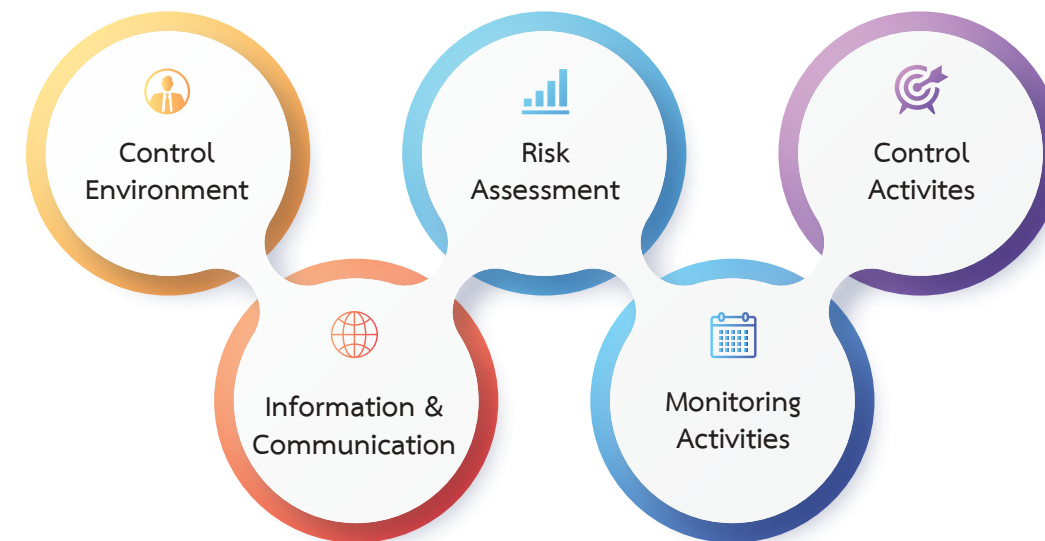 Control
Environment
Risk
Assessment
Control
Activites
Information &
Communication
Monitoring
Activities